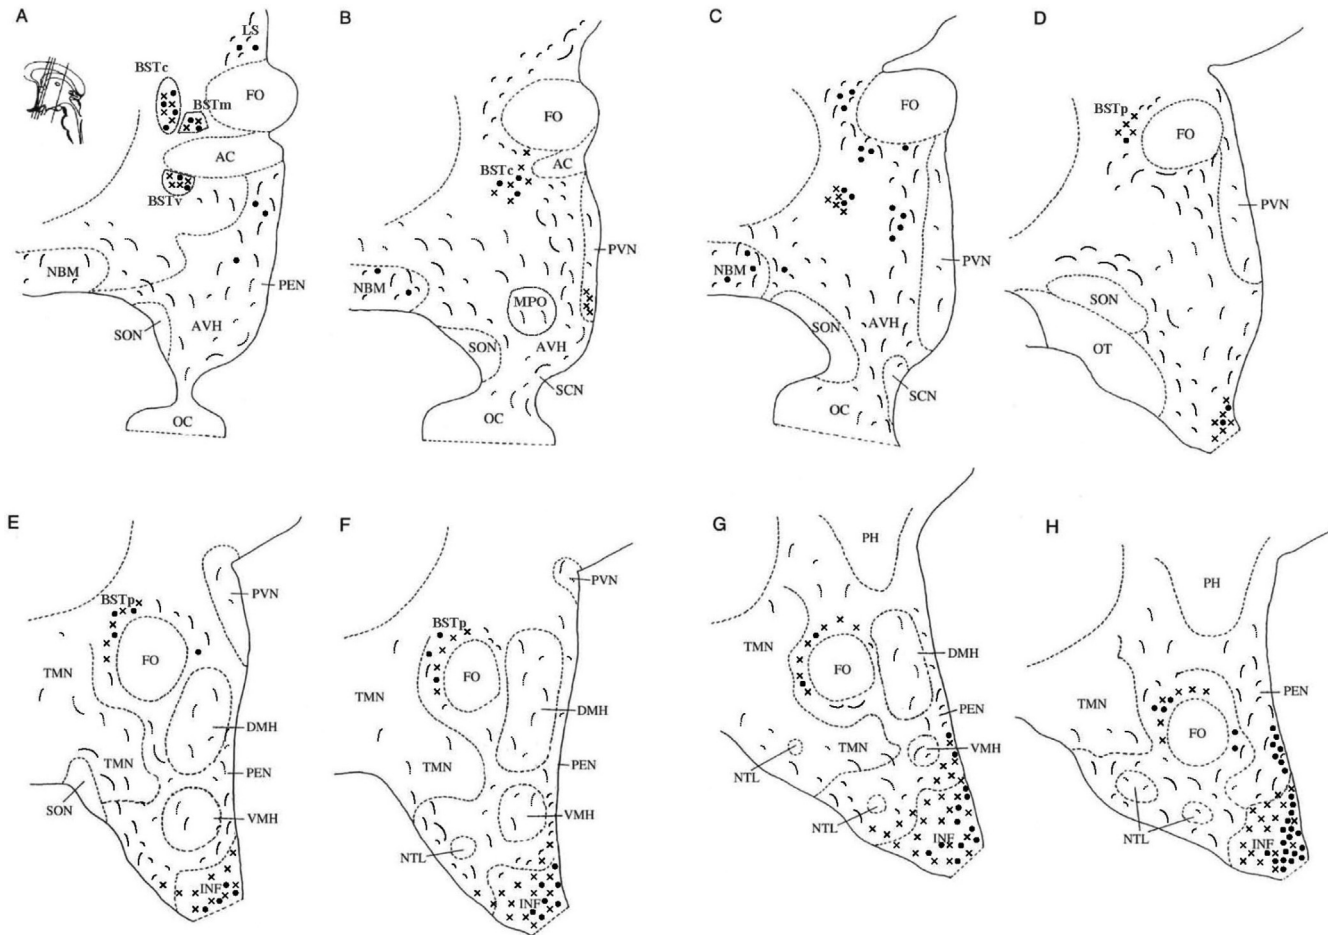 A
LS
BSTc
BSTm
FO
AC
BSTv
NBM
PEN
SON
AVH
OC
B
FO
AC
BSTc
PVN
NBM
MPO
SON
AVH
SCN
OC
C
FO
PVN
NBM
SON
AVH
SCN
OC
D
BSTp
FO
PVN
SON
OT
E
BSTp
PVN
FO
TMN
DMH
TMN
PEN
SON
VMH
INF
F
PVN
BSTp
FO
TMN
DMH
TMN
PEN
VMH
NTL
INF
G
PH
TMN
FO
DMH
PEN
TMN
VMH
NTL
NTL
INF
H
PH
PEN
TMN
FO
NTL
INF